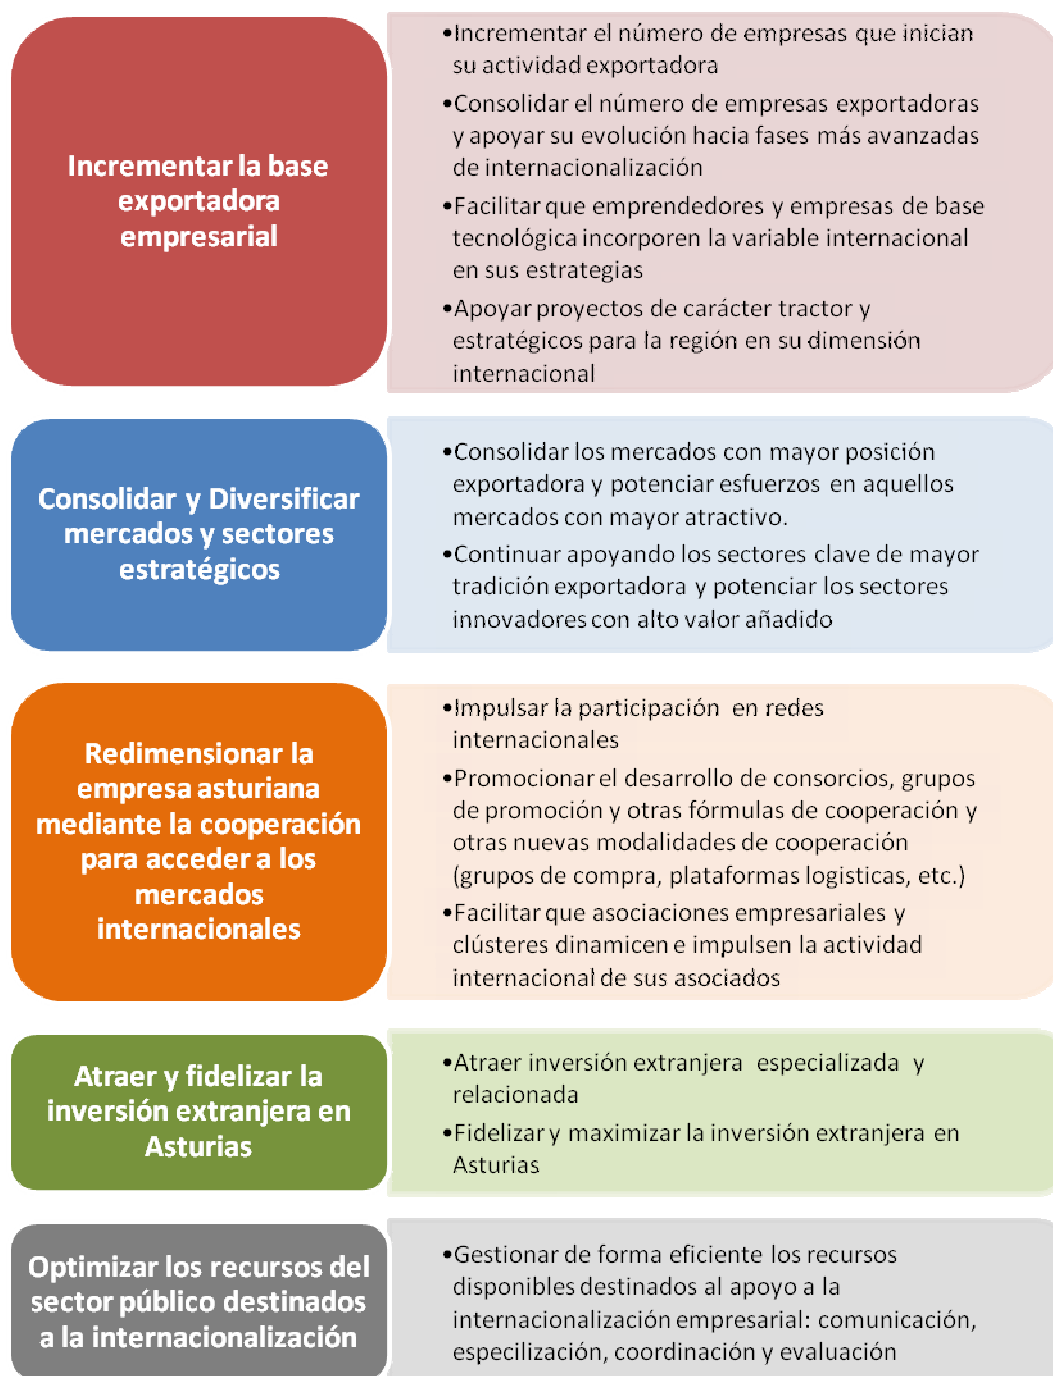 Incrementar la base
exportadora
empresarial
•Incrementar el número de empresas que inician
su actividad exportadora
•Consolidar el número de empresas exportadoras
y apoyar su evolución hacia fases más avanzadas
de internacionalización
•Facilitar que emprendedores y empresas de base
tecnológica incorporen la variable internacional
en sus estrategias
•Apoyar proyectos de carácter tractor y
estratégicos para la región en su dimensión
internacional
Consolidar y Diversificar
mercados y sectores
estratégicos
•Consolidar los mercados con mayor posición
exportadora y potenciar esfuerzos en aquellos
mercados con mayor atractivo.
•Continuar apoyando los sectores clave de mayor
tradición exportadora y potenciar los sectores
innovadores con alto valor añadido
Redimensionar la
empresa asturiana
mediante la cooperación
para acceder a los
mercados
internacionales
•Impulsar la participación en redes
internacionales
•Promocionar el desarrollo de consorcios, grupos
de promoción y otras fórmulas de cooperación y
otras nuevas modalidades de cooperación
(grupos de compra, plataformas logísticas, etc.)
•Facilitar que asociaciones empresariales y
clústeres dinamicen e impulsen la actividad
internacional de sus asociados
Atraer y fidelizar la
inversión extranjera en
Asturias
•Atraer inversión extranjera especializada y
relacionada
•Fidelizar y maximizar la inversión extranjera en
Asturias
Optimizar los recursos del
sector público destinados
a la internacionalización
•Gestionar de forma eficiente los recursos
disponibles destinados al apoyo a la
internacionalización empresarial: comunicación,
especilización, coordinación y evaluación